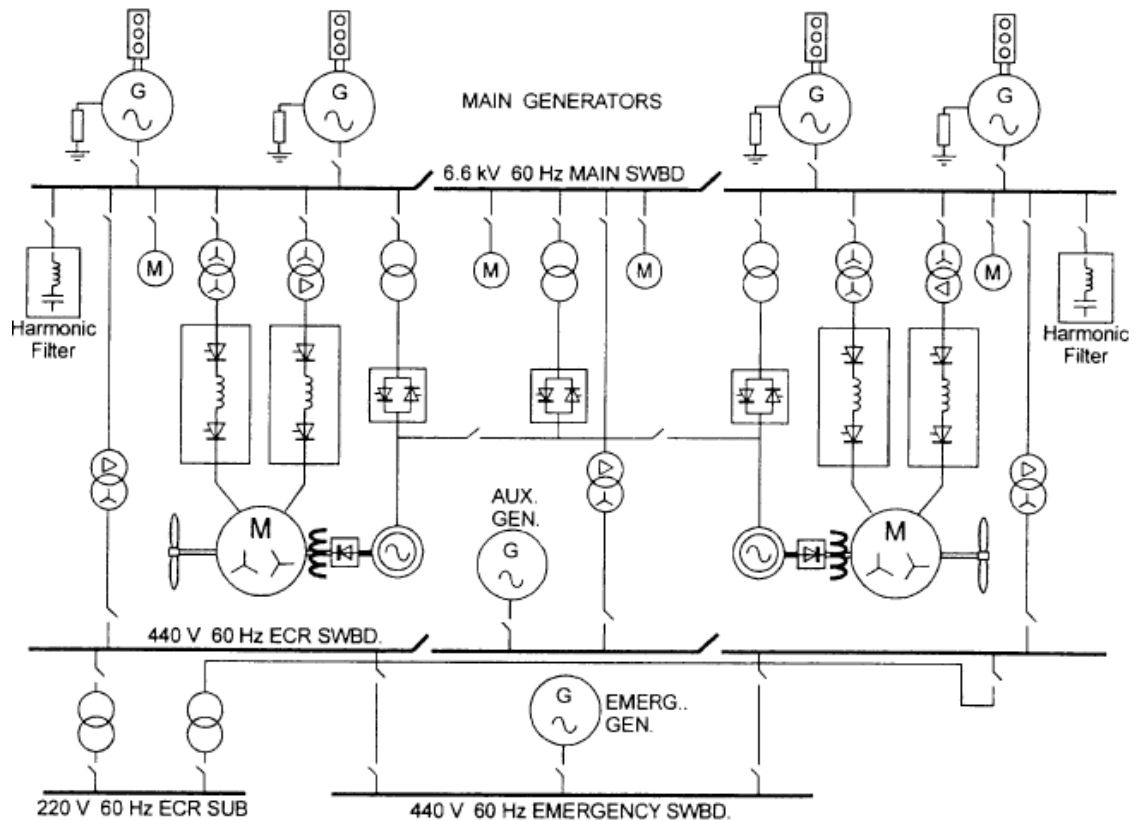 G
G
G
G
MAIN GENERATORS
6.6 kV 60 Hz MAIN SWBD
M
M
M
M
Harmonic
Filter
Harmonic
Filter
M
AUX.
GEN.
G
M
440 V 60 Hz ECR SWBD.
G
EMERG..
GEN.
220 V 60 Hz ECR SUB
440 V 60 Hz EMERGENCY SWBD.